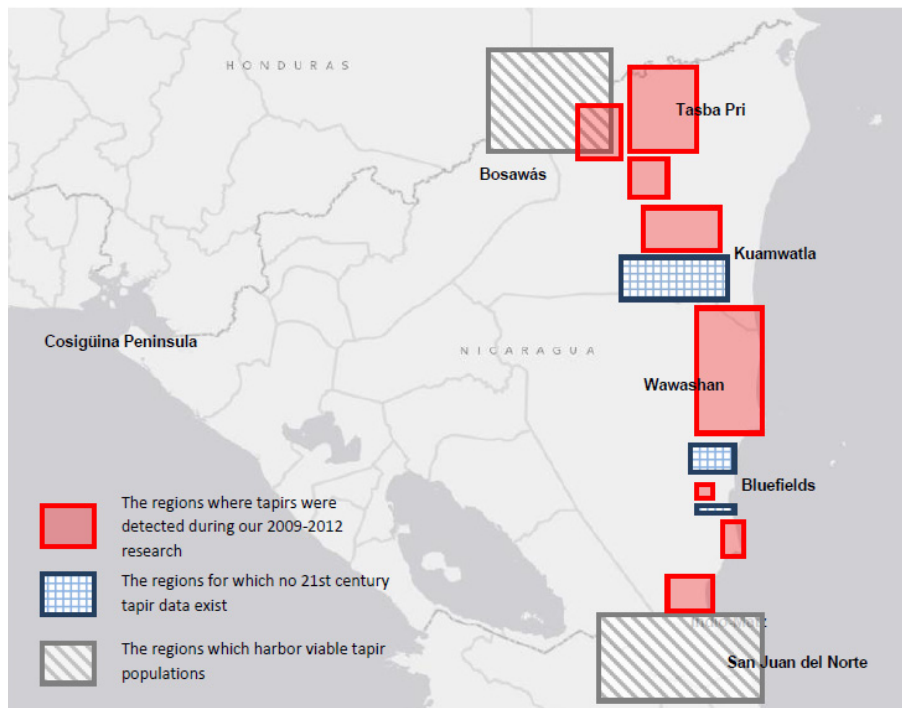 HONDURAS
Tasba Pri
Bosawás
Kuamwatla
Cosigüina Peninsula
NICARAGUA
Wawashan
Bluefields
The regions where tapirs were
detected during our 2009-2012
research
The regions for which no 21st century
tapir data exist
The regions which harbor viable tapir
populations
Indio-Maíz
San Juan del Norte